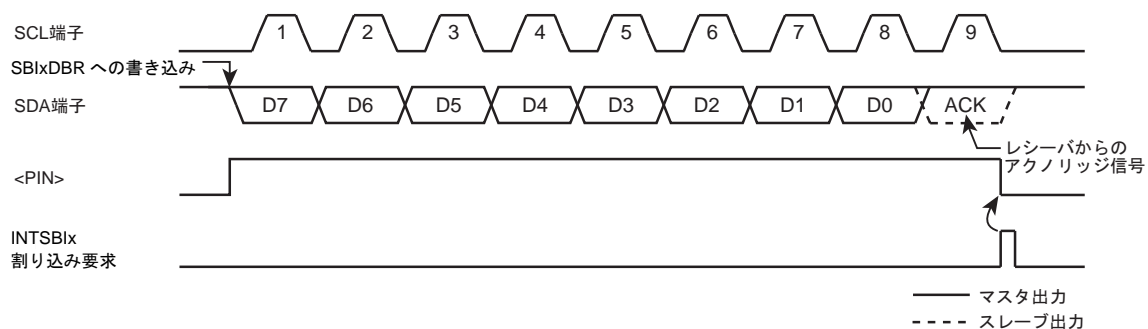 SCL端子
1 2 3 4 5 6 7 8 9
SBIxDBR への書き込み
SDA端子
D7 D6 D5 D4 D3 D2 D1 D0 ACK
レシーバからの
アクノリッジ信号
<PIN>
INTSBIx
割り込み要求
マスタ出力
スレーブ出力